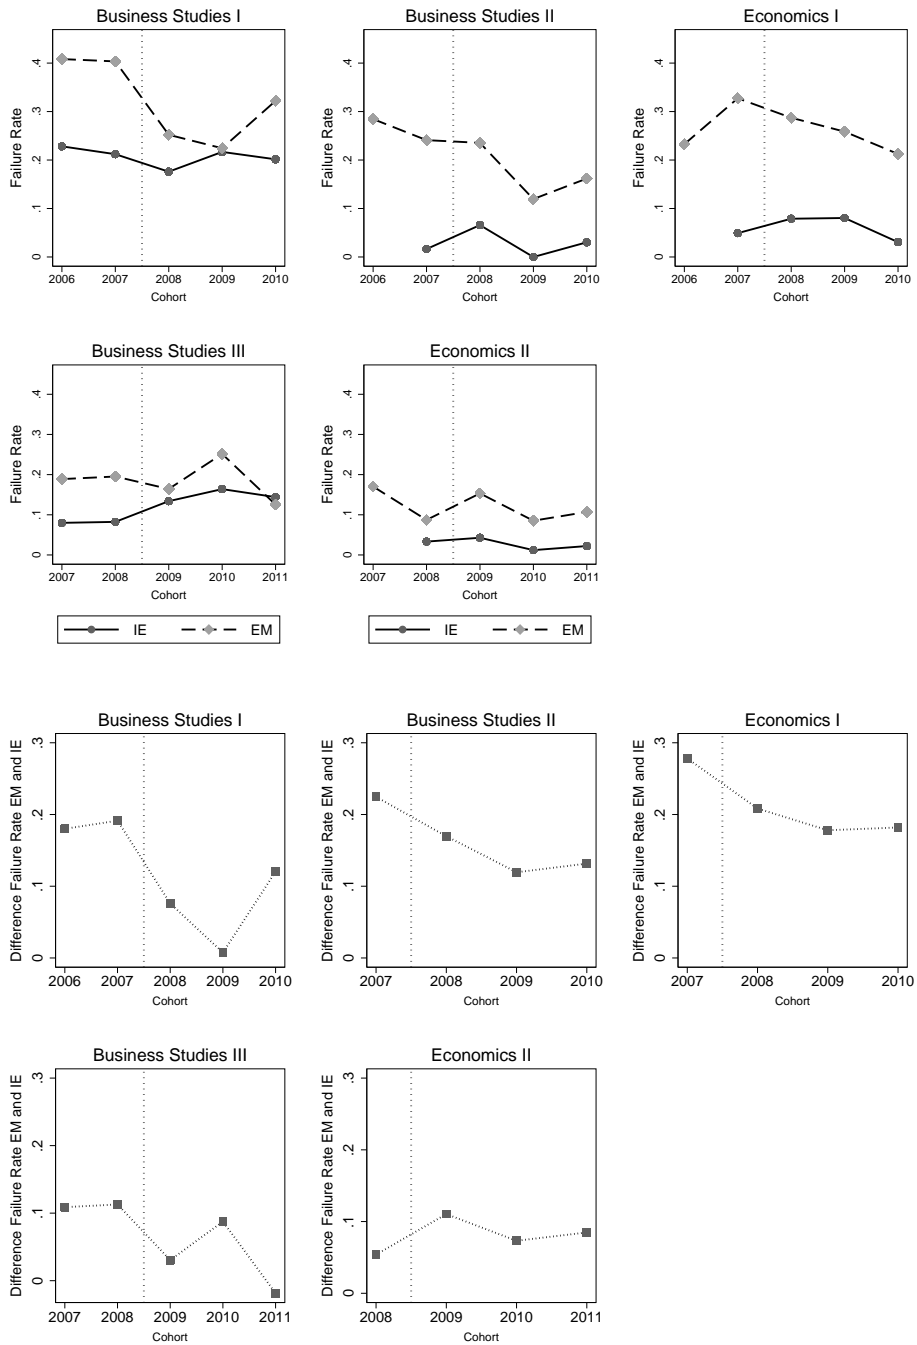 Business Studies I
Failure Rate
0 .1 .2 .3 .4
2006 2007 2008 2009 2010
Cohort
Business Studies II
Failure Rate
0 .1 .2 .3 .4
2006 2007 2008 2009 2010
Cohort
Economics I
Failure Rate
0 .1 .2 .3 .4
2006 2007 2008 2009 2010
Cohort
Business Studies III
Failure Rate
0 .1 .2 .3 .4
2007 2008 2009 2010 2011
Cohort
IE EM
Economics II
Failure Rate
0 .1 .2 .3 .4
2007 2008 2009 2010 2011
Cohort
IE EM
Business Studies I
Difference Failure Rate EM and IE
0 .1 .2 .3
2006 2007 2008 2009 2010
Cohort
Business Studies II
Difference Failure Rate EM and IE
0 .1 .2 .3
2007 2008 2009 2010
Cohort
Economics I
Difference Failure Rate EM and IE
0 .1 .2 .3
2007 2008 2009 2010
Cohort
Business Studies III
Difference Failure Rate EM and IE
0 .1 .2 .3
2007 2008 2009 2010 2011
Cohort
Economics II
Difference Failure Rate EM and IE
0 .1 .2 .3
2008 2009 2010 2011
Cohort